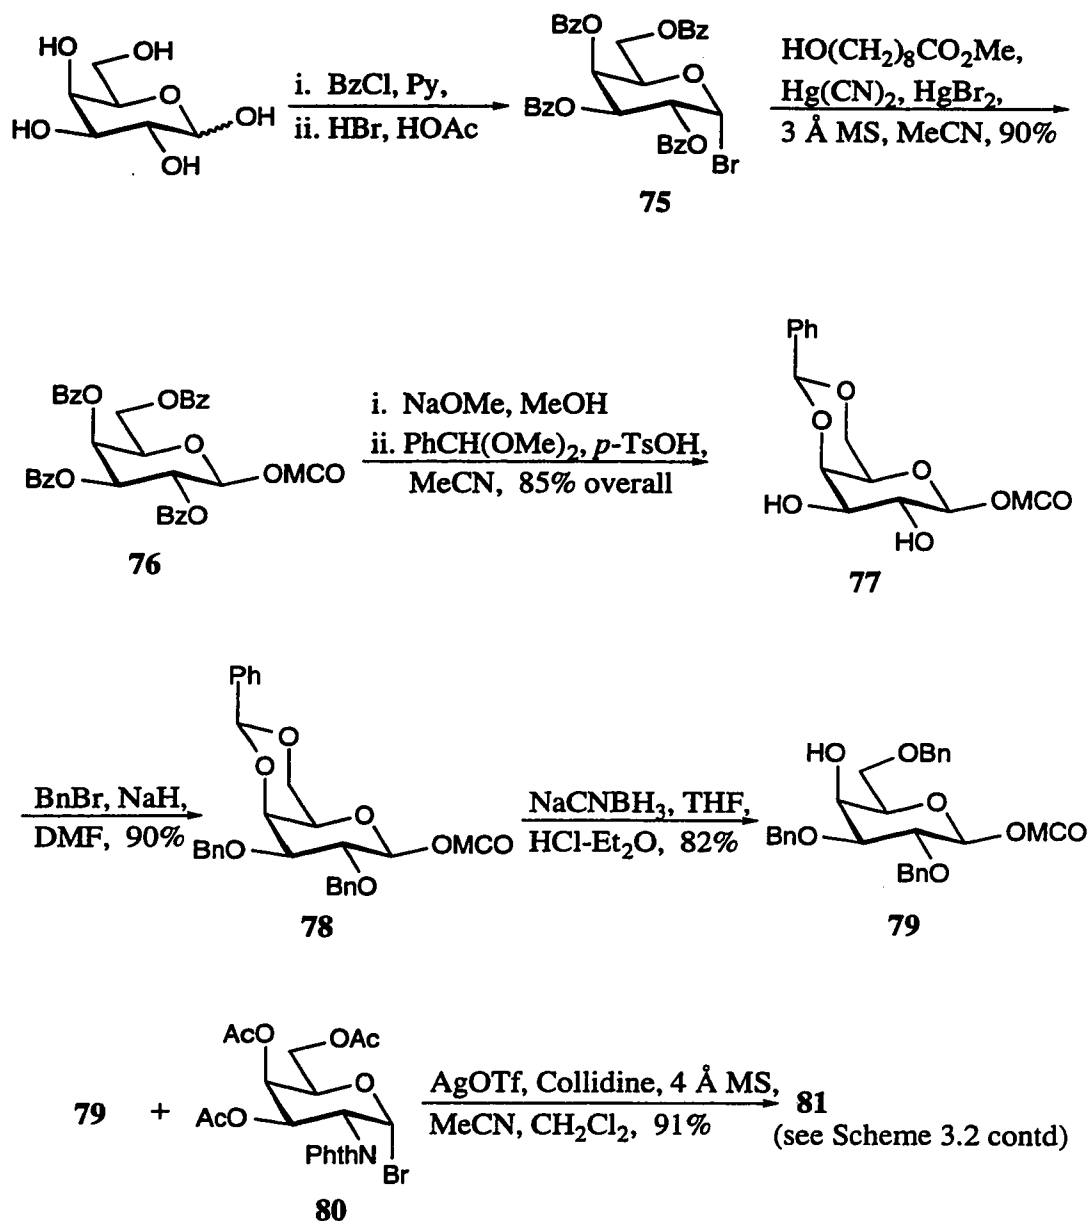 HO
OH
O
HO
OH
OH
i. BzCl, Py,
ii. HBr, HOAc
BzO
OBz
O
BzO
BzO
Br
75
HO(CH2)8CO2Me,
Hg(CN)2, HgBr2,
3 Å MS, MeCN, 90%
BzO
OBz
O
OMCO
BzO
BzO
76
i. NaOMe, MeOH
ii. PhCH(OMe)2, p-TsOH,
MeCN, 85% overall
Ph
O
O
O
OMCO
HO
HO
77
BnBr, NaH,
DMF, 90%
Ph
O
O
O
OMCO
BnO
BnO
78
NaCNBH3, THF,
HCl-Et2O, 82%
HO
OBn
O
OMCO
BnO
BnO
79
79 +
AcO
OAc
O
AcO
PhthN
Br
80
AgOTf, Collidine, 4 Å MS,
MeCN, CH2Cl2, 91%
81
(see Scheme 3.2 contd)